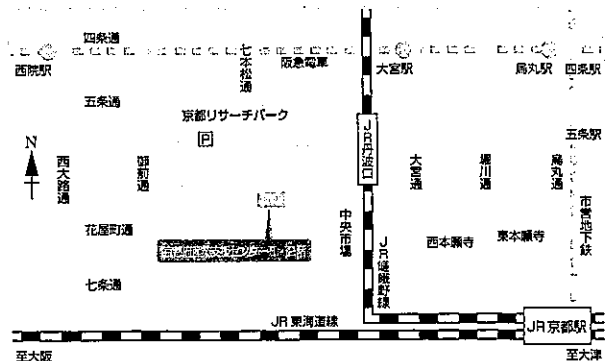 四条通
西院駅
七本松通
阪急電車
大宮駅
烏丸駅
四条駅
五条通
京都リサーチパーク
P
JR丹波口
五条駅
N
西大路通
御前通
大宮通
堀川通
烏丸通
市営地下鉄
花屋町通
中央市場
JR嵯峨野線
西本願寺
東本願寺
七条通
JR東海道線
JR京都駅
至大阪
至大津